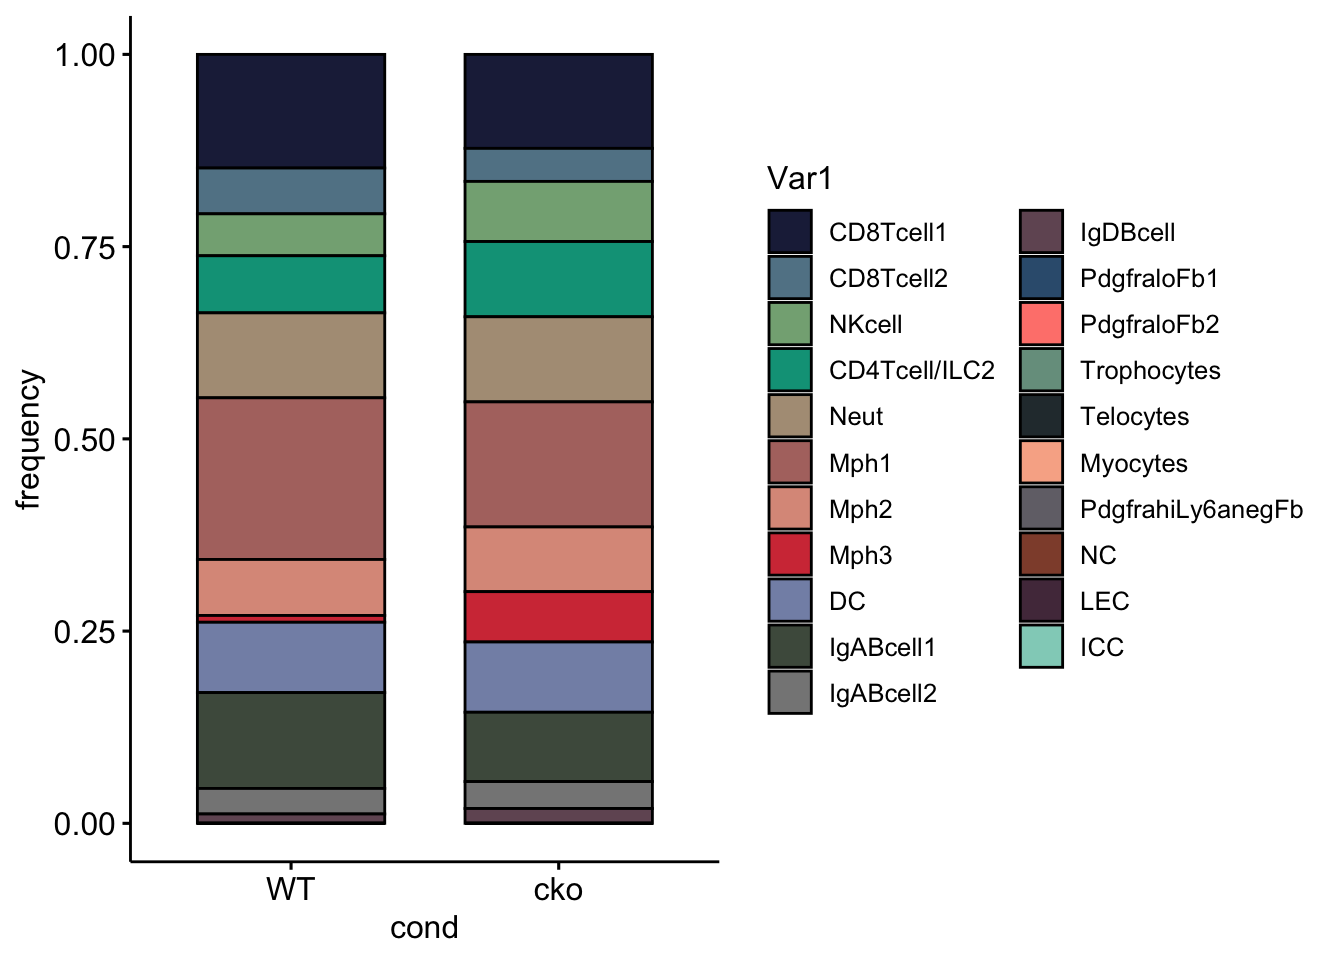 1.00
0.75
0.50
0.25
0.00
frequency
WT
cko
cond
Var1
CD8Tcell1
CD8Tcell2
NKcell
CD4Tcell/ILC2
Neut
Mph1
Mph2
Mph3
DC
IgABcell1
IgABcell2
IgDBcell
PdgfraloFb1
PdgfraloFb2
Trophocytes
Telocytes
Myocytes
PdgfrahiLy6anegFb
NC
LEC
ICC